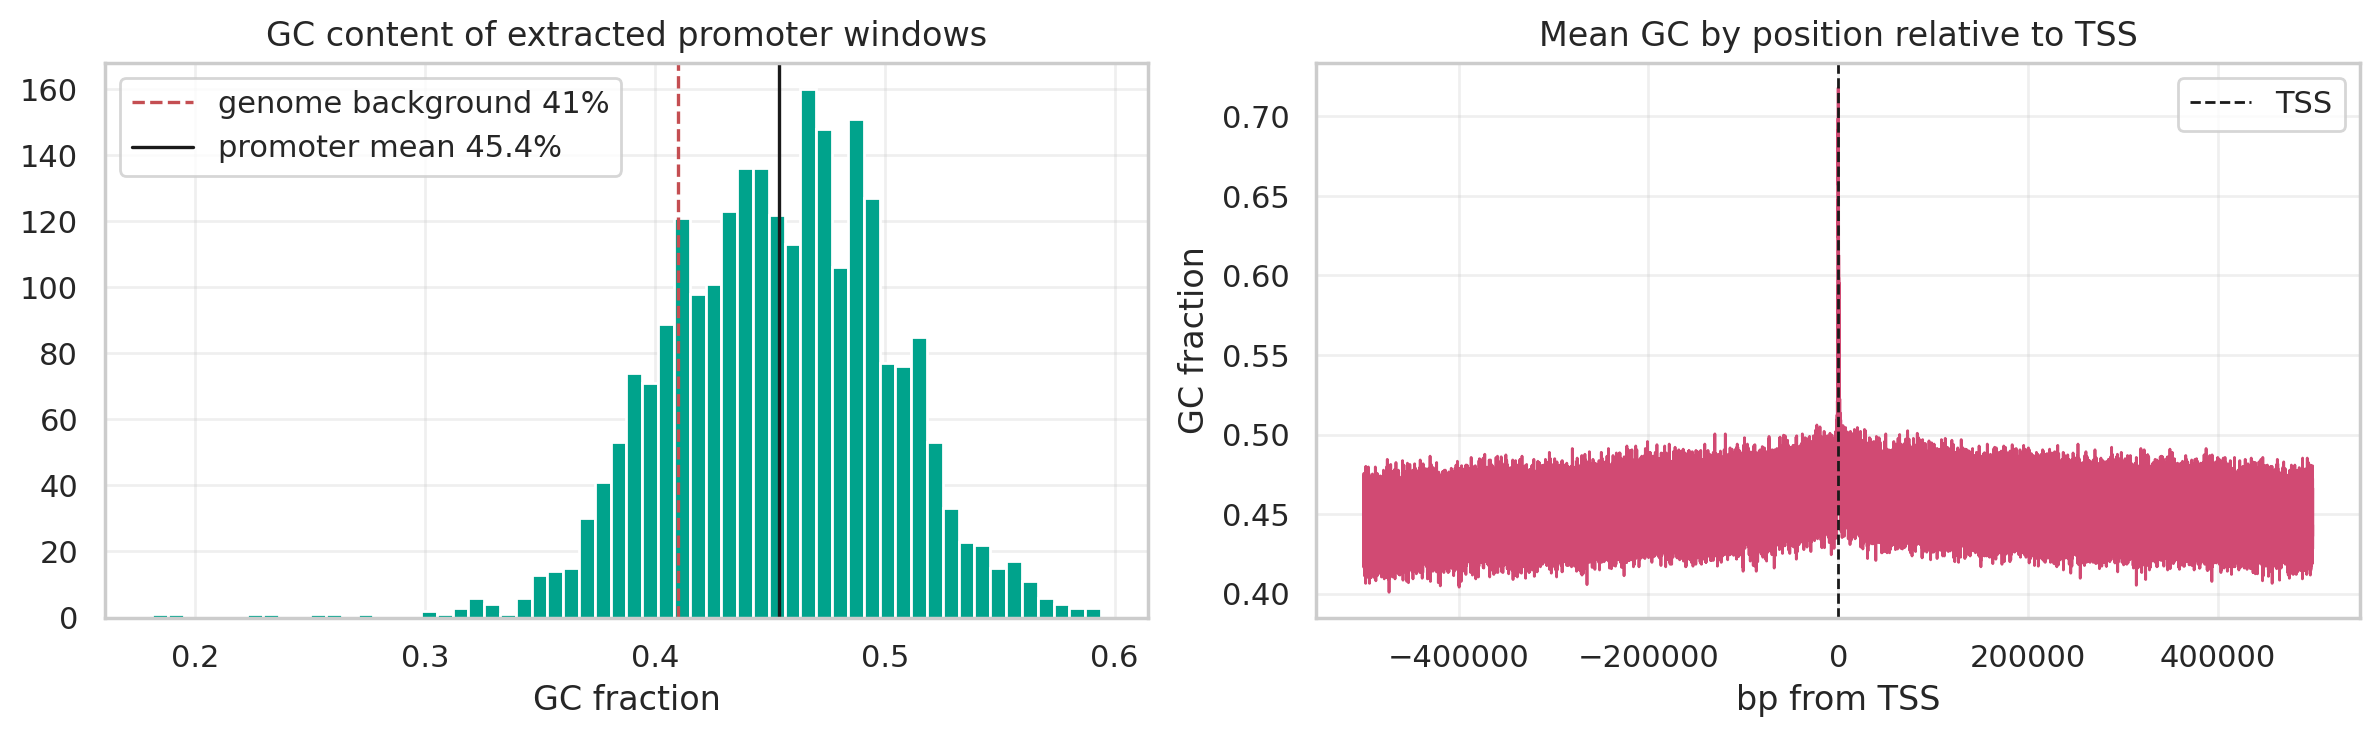 GC content of extracted promoter windows
genome background 41%
promoter mean 45.4%
160
140
120
100
80
60
40
20
0
0.2 0.3 0.4 0.5 0.6
GC fraction
Mean GC by position relative to TSS
TSS
GC fraction
0.70
0.65
0.60
0.55
0.50
0.45
0.40
−400000 −200000 0 200000 400000
bp from TSS